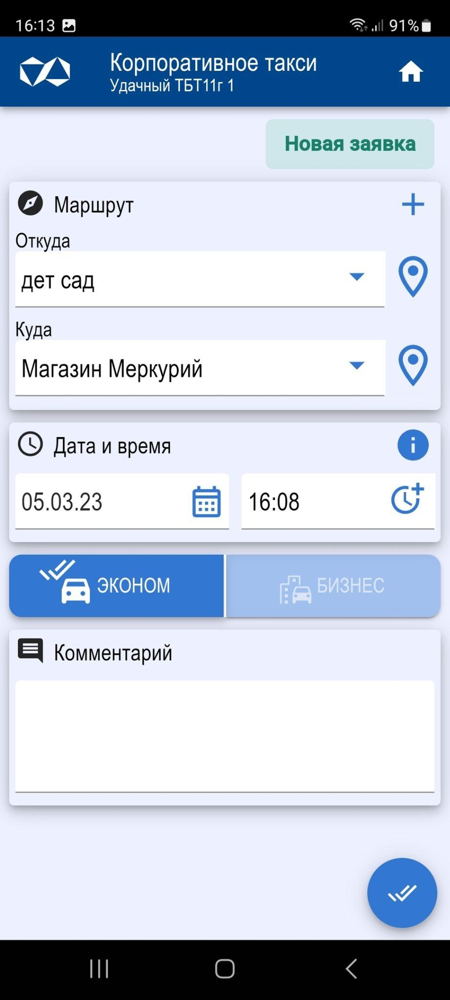 16:13 91%
Корпоративное такси
Удачный ТБТ11г 1
Новая заявка
Маршрут
Откуда
дет сад
Куда
Магазин Меркурий
Дата и время
05.03.23 16:08
ЭКОНОМ БИЗНЕС
Комментарий